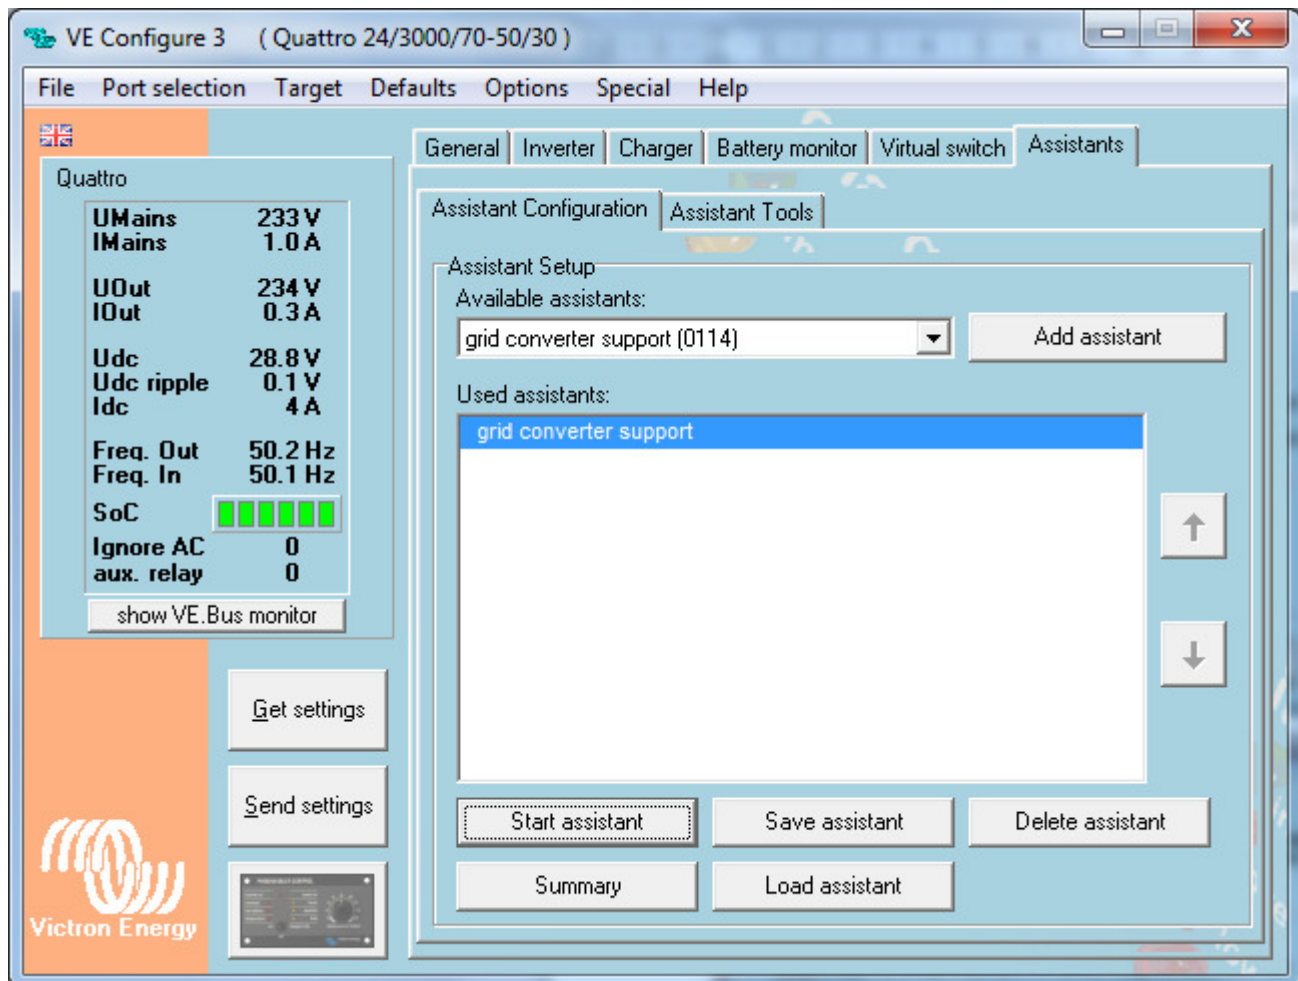 VE Configure 3 ( Quattro 24/3000/70-50/30 )
File Port selection Target Defaults Options Special Help
General Inverter Charger Battery monitor Virtual switch Assistants
Quattro
UMains 233 V
IMains 1.0 A
UOut 234 V
IOut 0.3 A
Udc 28.8 V
Udc ripple 0.1 V
Idc 4 A
Freq. Out 50.2 Hz
Freq. In 50.1 Hz
SoC
Ignore AC 0
aux. relay 0
show VE.Bus monitor
Get settings
Send settings
Victron Energy
Assistant Configuration Assistant Tools
Assistant Setup
Available assistants:
grid converter support (0114) Add assistant
Used assistants:
grid converter support
Start assistant Save assistant Delete assistant
Summary Load assistant